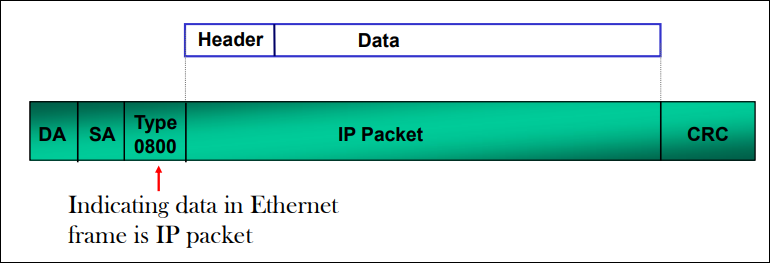 Header Data
DA SA Type 0800 IP Packet CRC
Indicating data in Ethernet
frame is IP packet